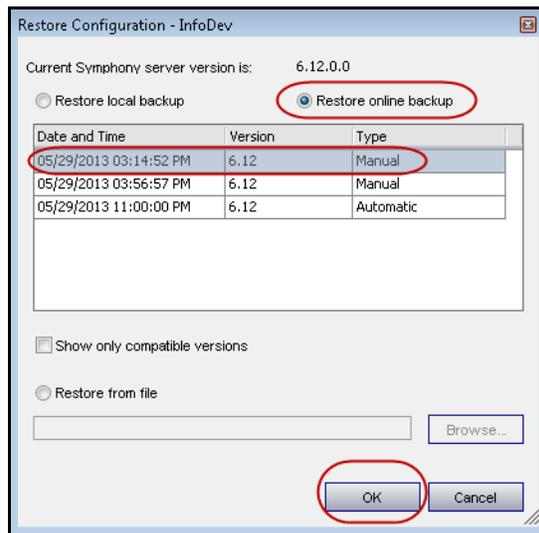 Restore Configuration - InfoDev
Current Symphony server version is: 6.12.0.0
Restore local backup Restore online backup
Date and Time Version Type
05/29/2013 03:14:52 PM 6.12 Manual
05/29/2013 03:56:57 PM 6.12 Manual
05/29/2013 11:00:00 PM 6.12 Automatic
Show only compatible versions
Restore from file
Browse...
OK Cancel